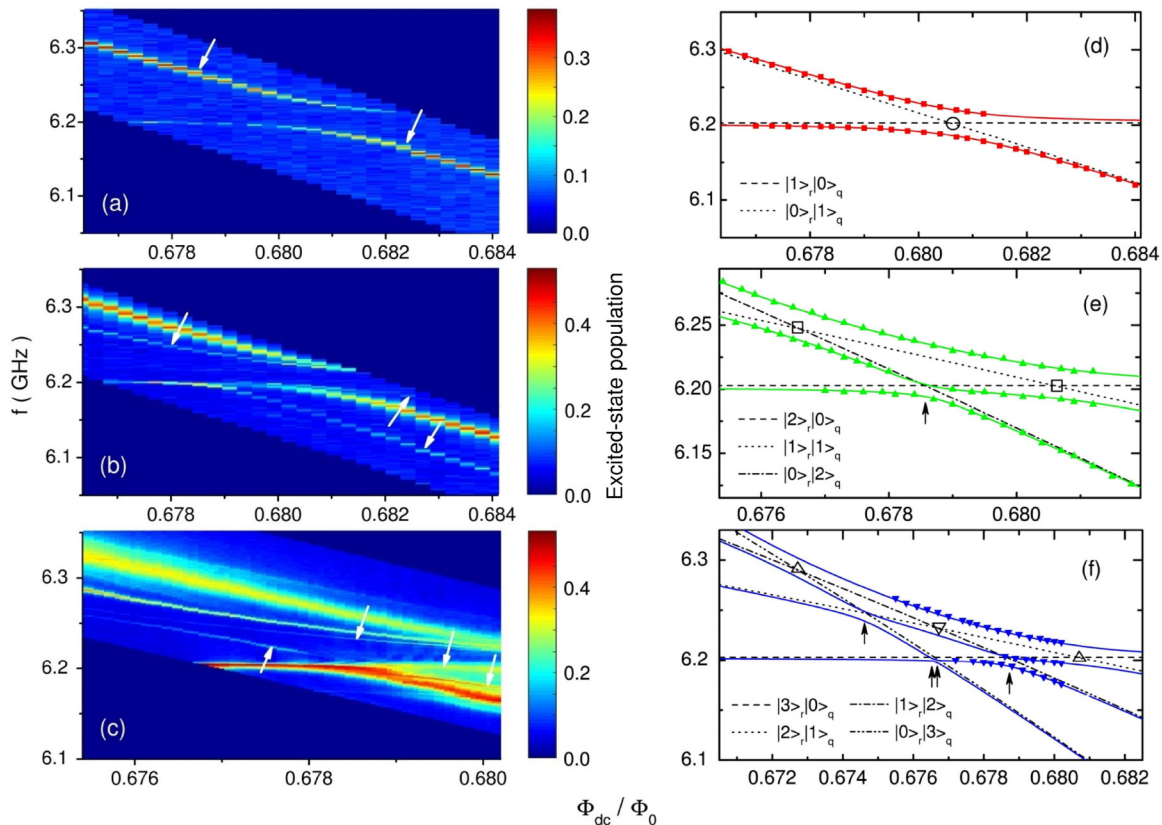 6.3
6.2
6.1
(a)
0.678 0.680 0.682 0.684
0.3
0.2
0.1
0.0
6.3
6.2
6.1
(b)
0.678 0.680 0.682 0.684
0.4
0.2
0.0
6.3
6.2
6.1
(c)
0.676 0.678 0.680
0.4
0.2
0.0
f ( GHz )
Excited-state population
6.3
6.2
6.1
(d)
|1>r|0>q
|0>r|1>q
0.678 0.680 0.682 0.684
6.25
6.20
6.15
(e)
|2>r|0>q
|1>r|1>q
|0>r|2>q
0.676 0.678 0.680
6.3
6.2
6.1
(f)
|3>r|0>q |1>r|2>q
|2>r|1>q |0>r|3>q
0.672 0.674 0.676 0.678 0.680 0.682
Φdc / Φ0